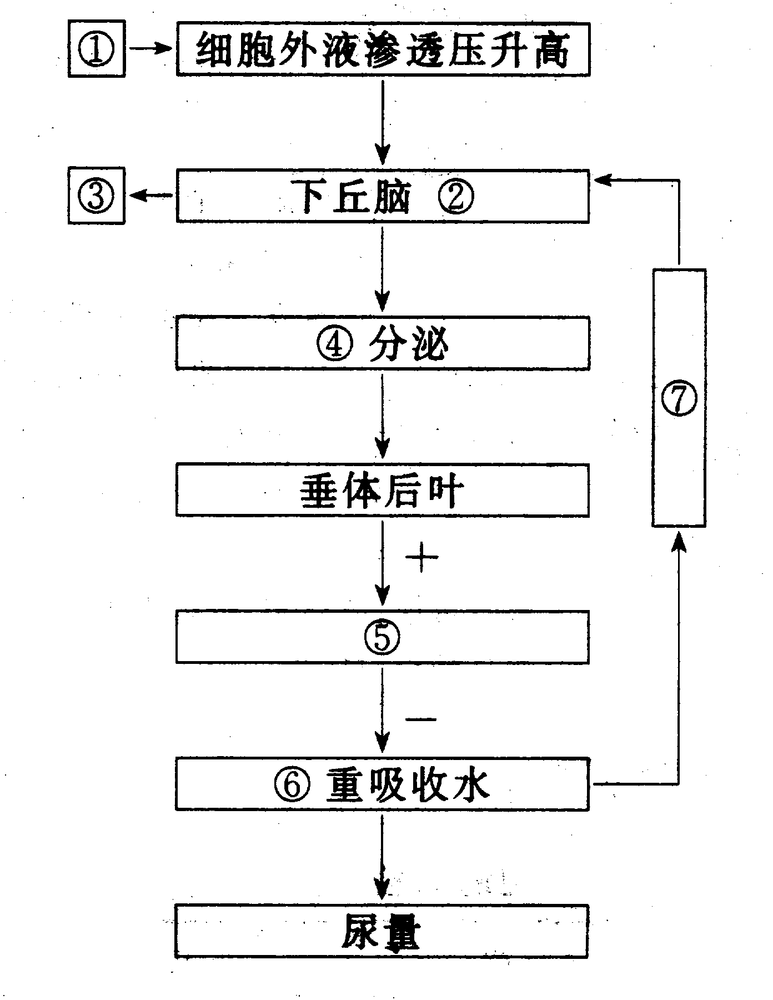 ① 细胞外液渗透压升高
③ 下丘脑 ②
④ 分泌
⑦
垂体后叶
+
⑤
—
⑥ 重吸收水
尿量